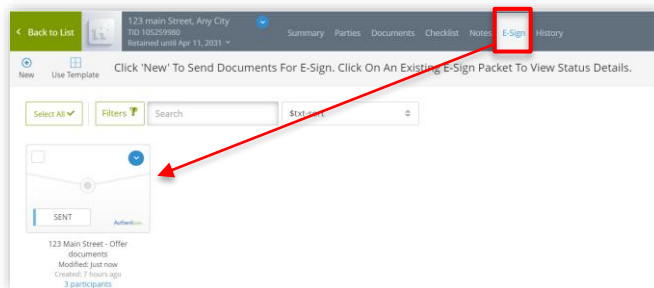 Back to List
123 main Street, Any City
TID 105259980
Retained until Apr 11, 2031
Summary Parties Documents Checklist Notes E-Sign History
New Use Template Click 'New' To Send Documents For E-Sign. Click On An Existing E-Sign Packet To View Status Details.
Select All Filters Search $txt-sort
SENT
123 Main Street - Offer
documents
Modified: Just now
Created: 7 hours ago
3 participants